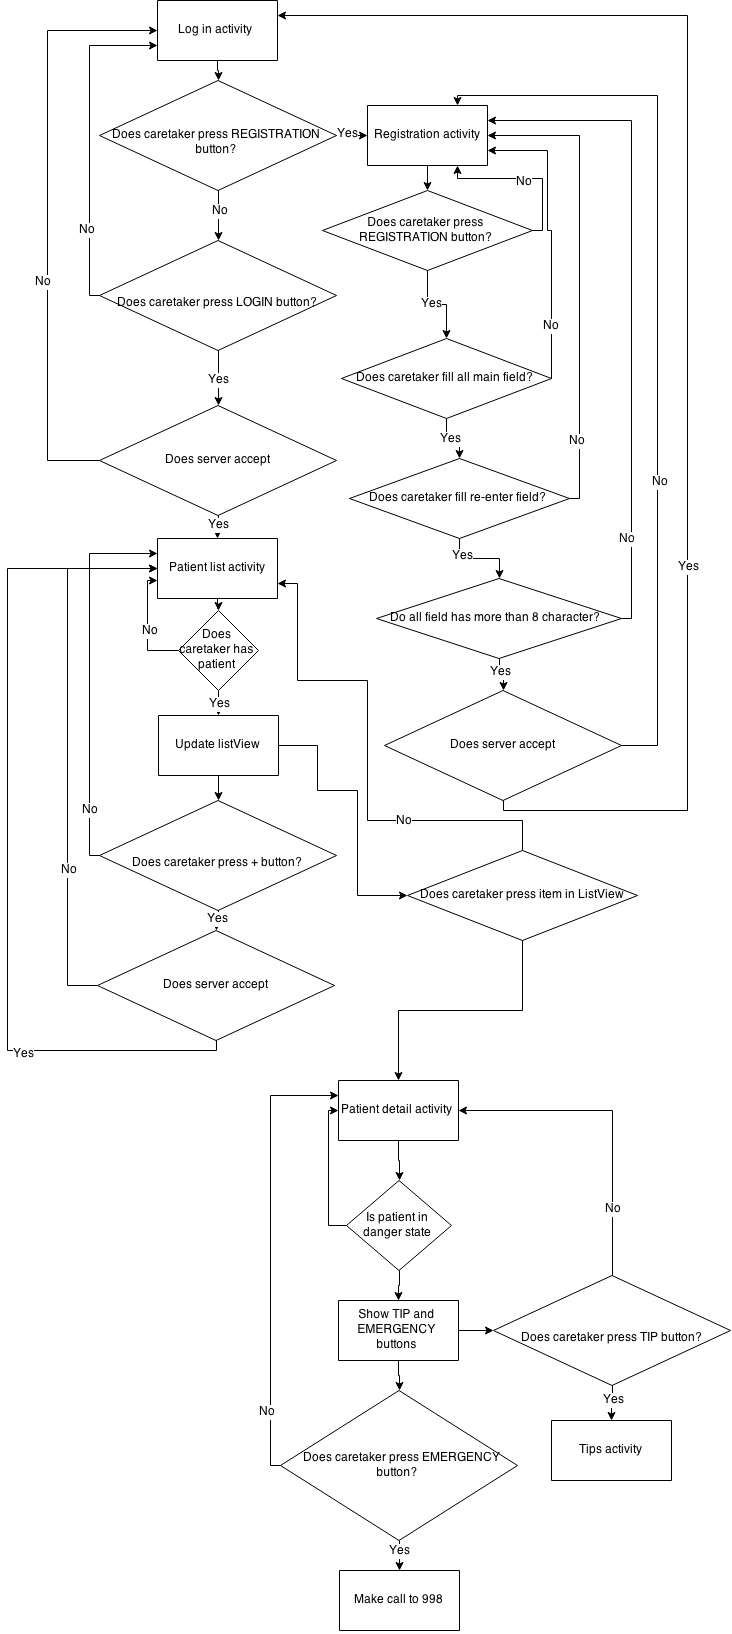 Log in activity
Does caretaker press REGISTRATION
button?
Yes
Registration activity
No
No
Does caretaker press
REGISTRATION button?
No
Does caretaker press LOGIN button?
No
Yes
No
Does caretaker fill all main field?
Yes
Does server accept
Yes
No
Does caretaker fill re-enter field?
No
Yes
Yes
Patient list activity
Do all field has more than 8 character?
No
Yes
Yes
Does
caretaker has
patient
No
Yes
Does server accept
Update listView
No
Does caretaker press + button?
No
Yes
No
Does caretaker press item in ListView
Does server accept
Yes
Patient detail activity
Is patient in
danger state
No
Show TIP and
EMERGENCY
buttons
Does caretaker press TIP button?
Yes
No
Tips activity
Does caretaker press EMERGENCY
button?
Yes
Make call to 998